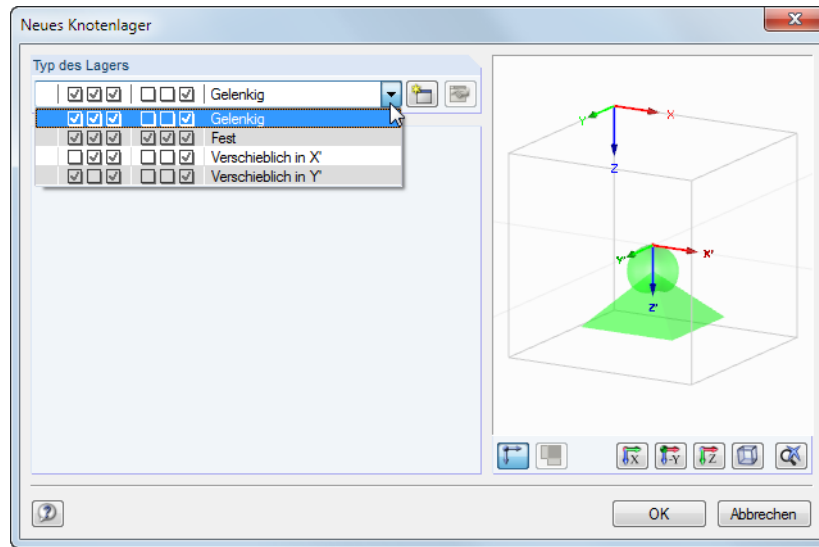 Neues Knotenlager
Typ des Lagers
Gelenkig
Gelenkig
Fest
Verschieblich in X'
Verschieblich in Y'
X
Y
Z
X'
Y'
Z'
X
-Y
Z
OK
Abbrechen